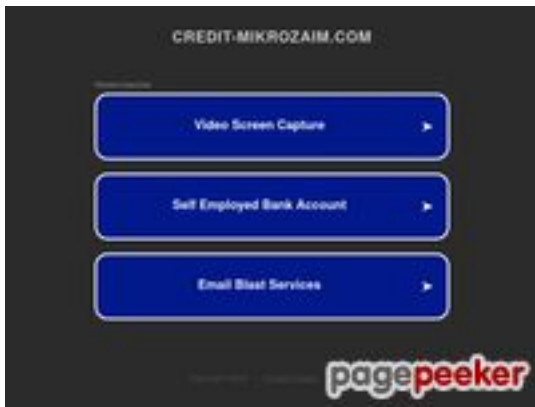 CREDIT-MIKROZAIM.COM
Video Screen Capture
Self Employed Bank Account
Email Blast Services
pagepeeker